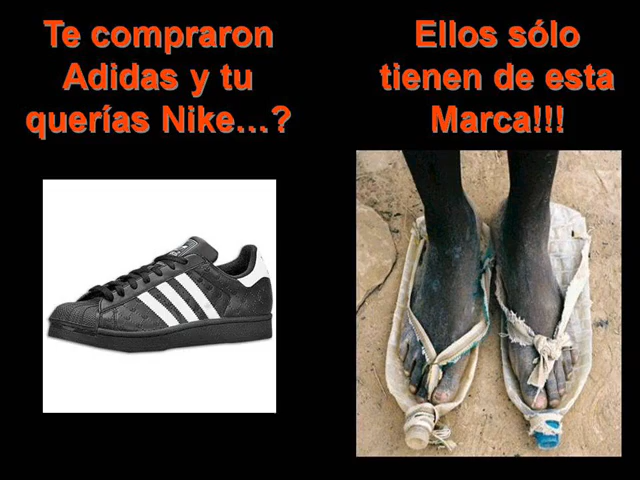 Te compraron
Adidas y tu
querías Nike…?
Ellos sólo
tienen de esta
Marca!!!